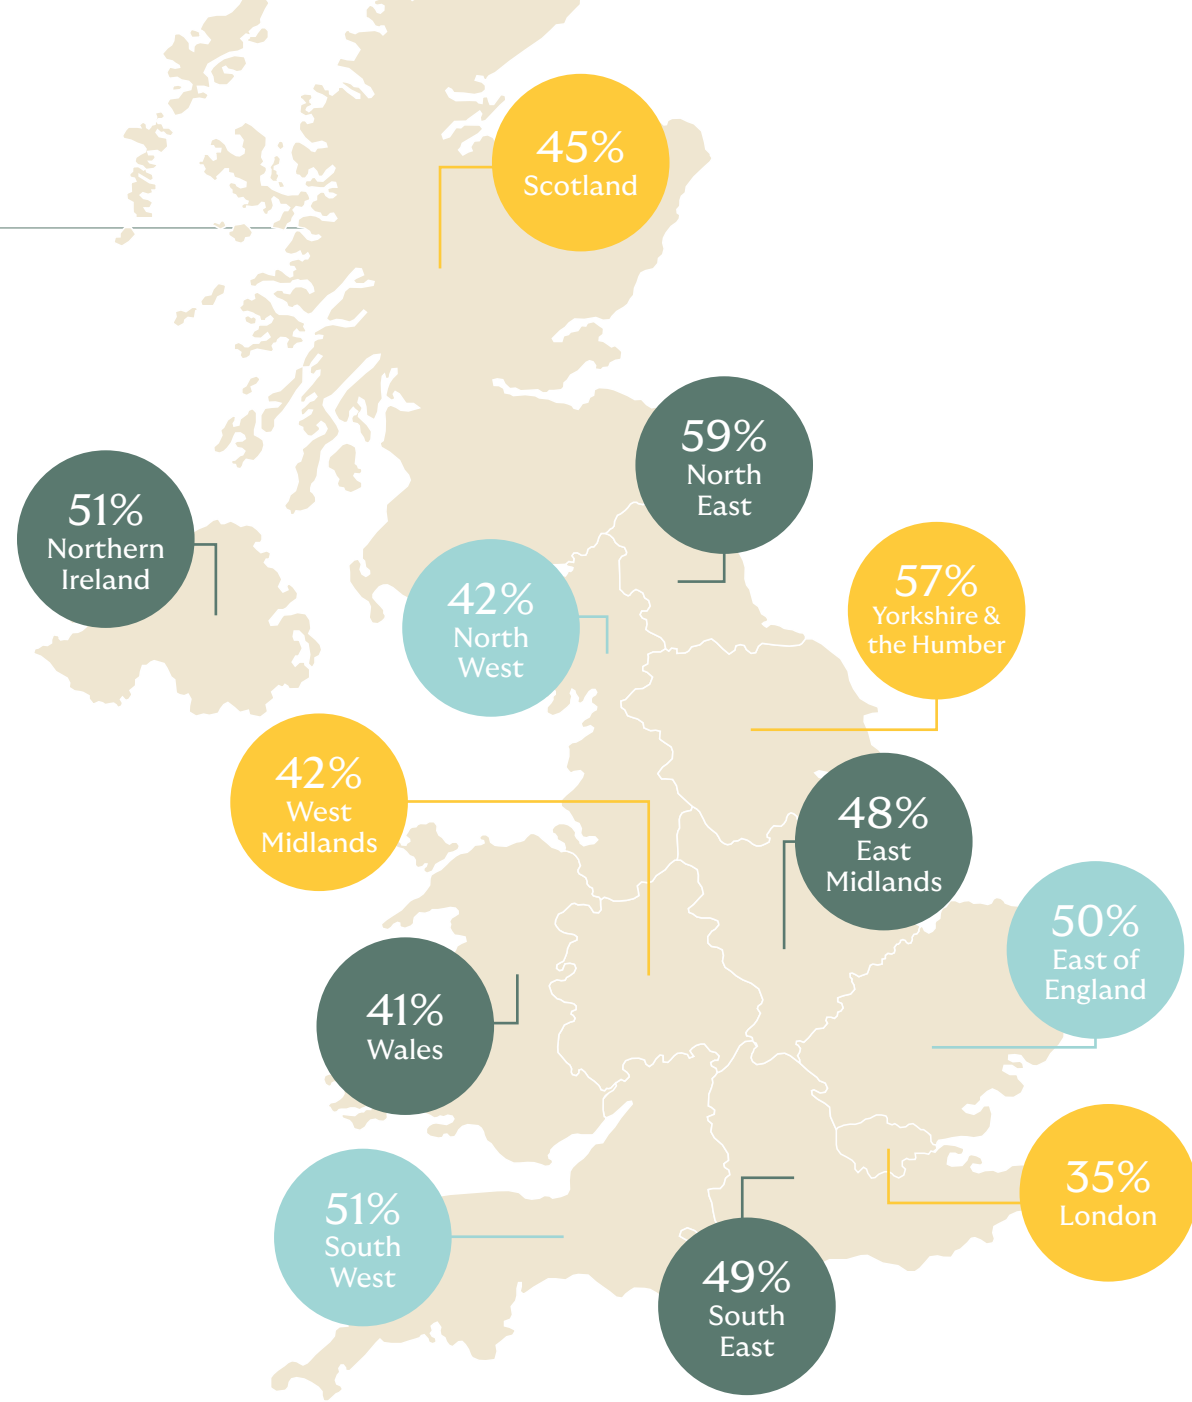 45%
Scotland
59%
North
East
51%
Northern
Ireland
42%
North
West
57%
Yorkshire &
the Humber
42%
West
Midlands
48%
East
Midlands
50%
East of
England
41%
Wales
35%
London
51%
South
West
49%
South
East